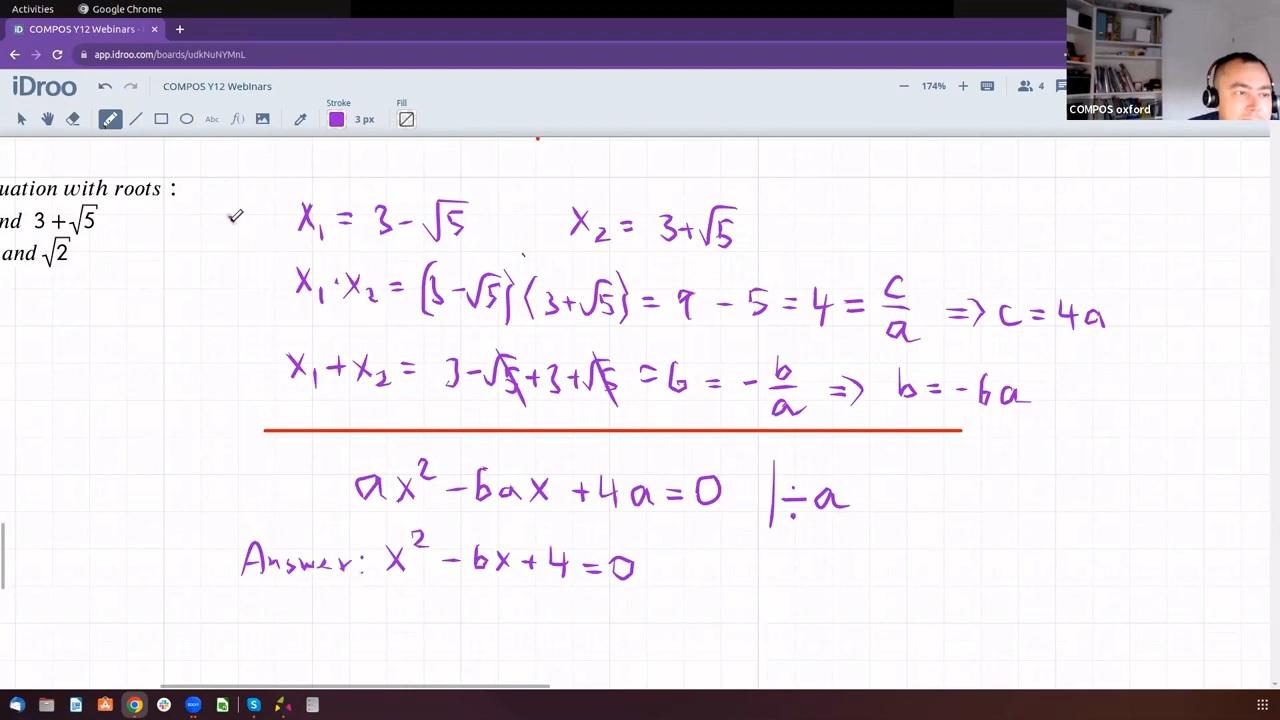 Activities
Google Chrome
COMPOS Y12 Webinars
app.idroo.com/boards/udkNuNYMnL
iDroo
COMPOS Y12 Webinars
174%
4
COMPOS oxford
Stroke
Fill
3 px
Abc
f()
uation with roots :
nd 3 + √5
and √2
x₁ = 3 - √5 x₂ = 3 + √5
x₁ · x₂ = (3 - √5)(3 + √5) = 9 - 5 = 4 = c/a => c = 4a
x₁ + x₂ = 3 - √5 + 3 + √5 = 6 = - b/a => b = -6a
ax² - 6ax + 4a = 0 | ÷ a
Answer: x² - 6x + 4 = 0